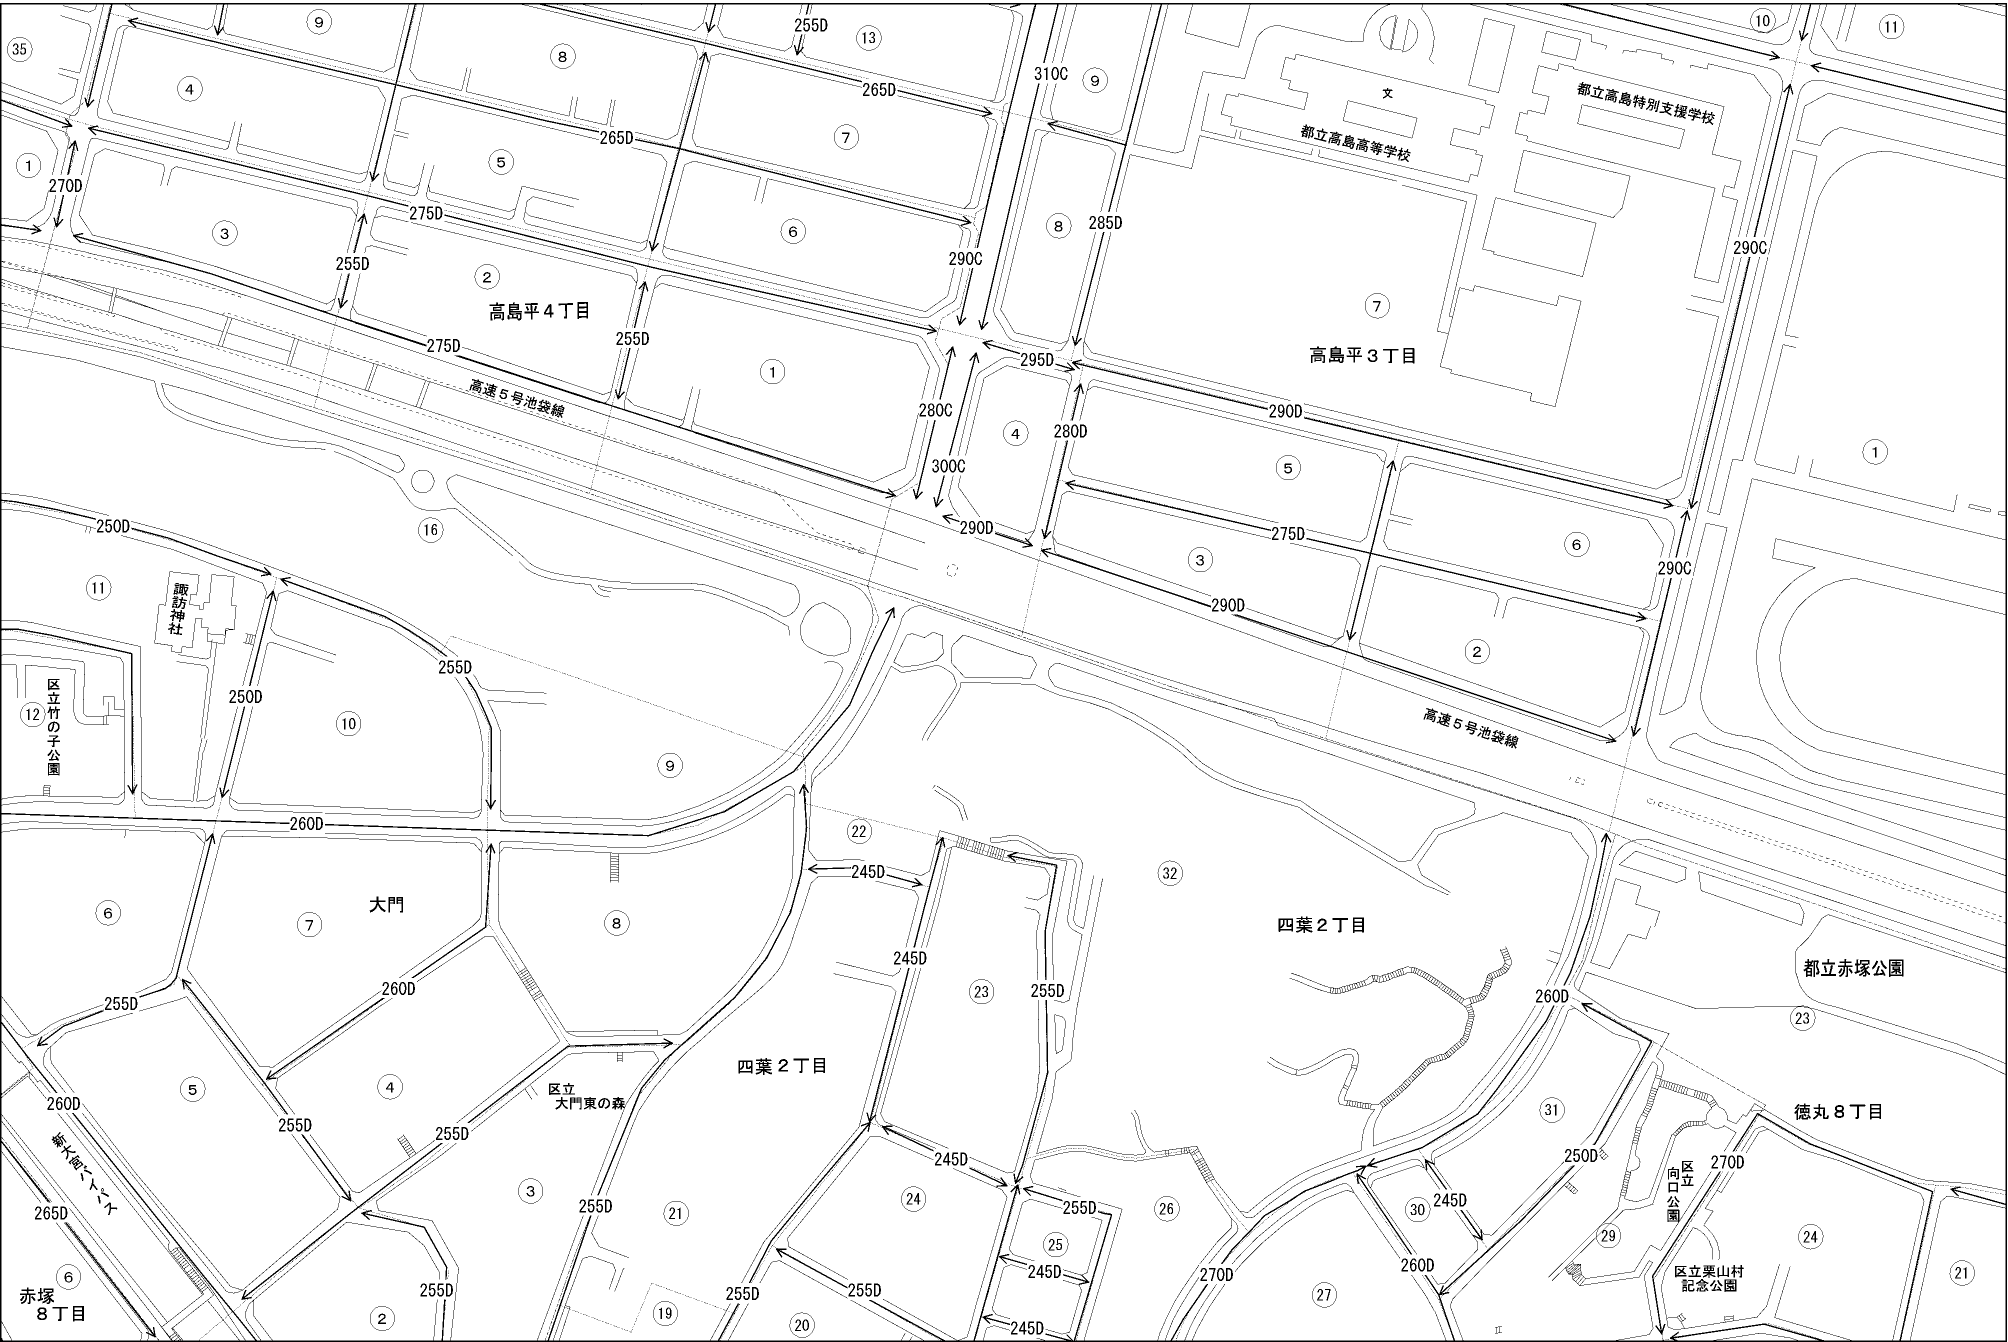 ⑨
255D
⑬
310C
⑩
⑪
㉟
⑧
265D
⑨
文
都立高島特別支援学校
④
265D
⑦
都立高島高等学校
①
⑤
270D
275D
⑥
⑧
285D
290C
③
255D
②
290C
⑦
高島平4丁目
255D
高島平3丁目
275D
①
295D
高速5号池袋線
280C
290D
④
280D
①
300C
⑤
250D
⑯
290D
275D
⑥
⑪
諏訪神社
③
290C
290D
255D
②
区立竹の子公園
250D
⑫
⑩
高速5号池袋線
⑨
260D
㉒
245D
㉜
大門
⑥
⑦
⑧
四葉2丁目
245D
都立赤塚公園
260D
㉓
255D
260D
255D
㉓
四葉2丁目
⑤
④
区立
大門東の森
260D
㉛
徳丸8丁目
255D
255D
新大宮バイパス
245D
250D
270D
区立
向口公園
③
㉔
245D
265D
255D
㉑
255D
㉖
㉚
㉙
㉔
㉕
⑥
255D
245D
270D
260D
区立栗山村
記念公園
㉑
赤塚
8丁目
255D
255D
㉗
②
⑲
⑳
245D